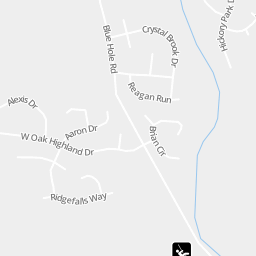 Crystal Brook Dr
Hickory Park D
Blue Hole Rd
Reagan Run
Alexis Dr
Aaron Dr
W Oak Highland Dr
Brian Cir
Ridgefalls Way